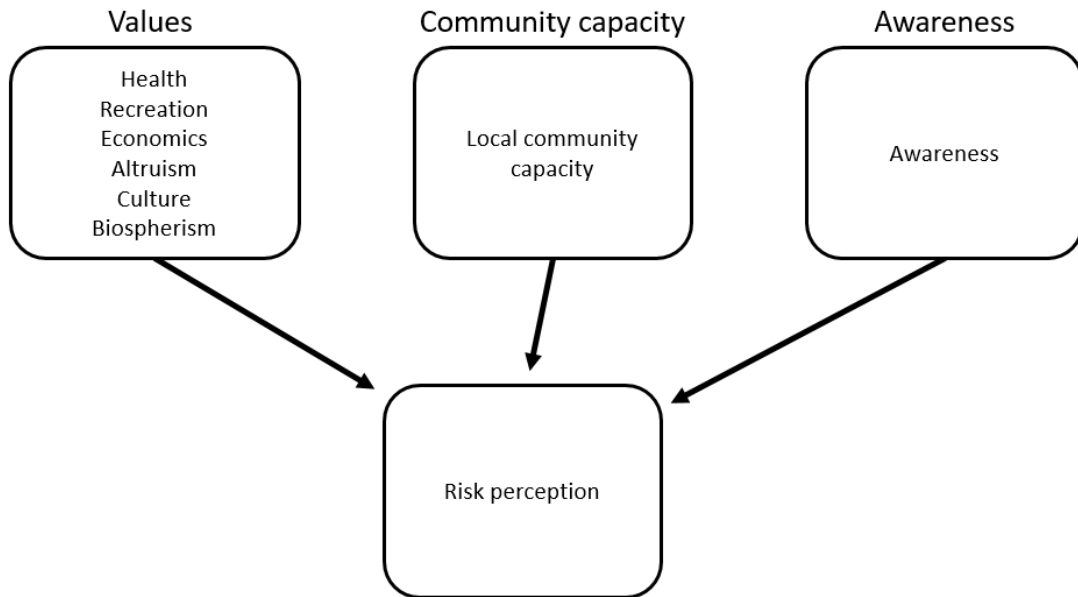 Values
Community capacity
Awareness
Health
Recreation
Economics
Altruism
Culture
Biospherism
Local community
capacity
Awareness
Risk perception